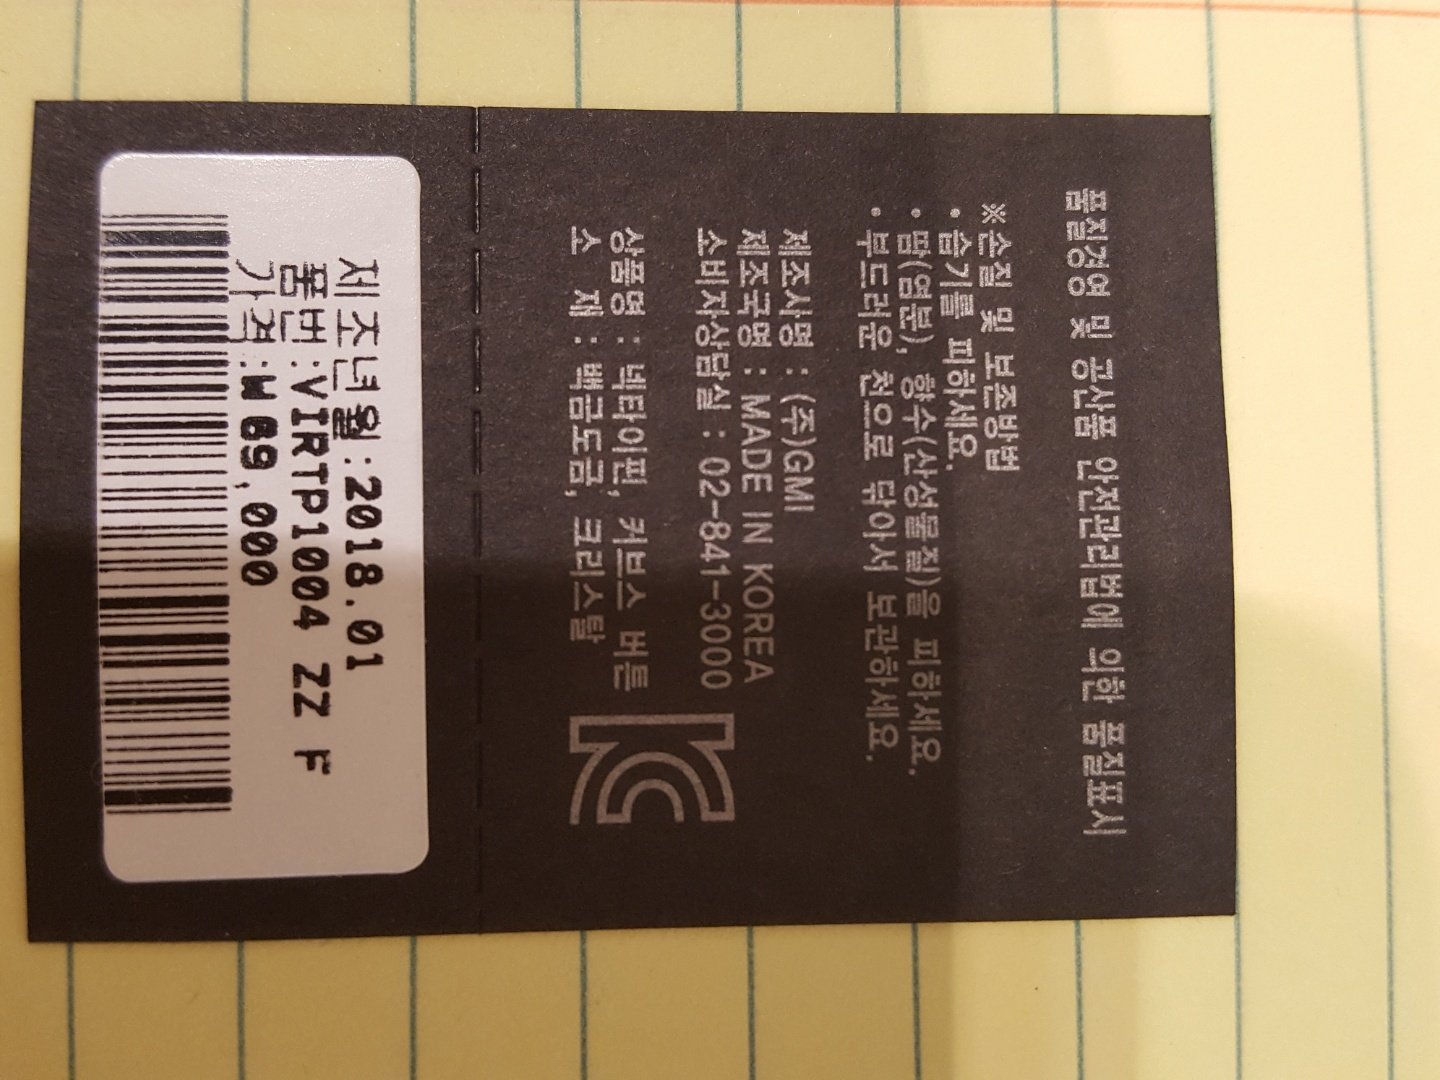 품질경영 및 공산품 안전관리법에 의한 품질표시
※손질 및 보존방법
· 습기를 피하세요.
· 땀(염분), 향수(산성물질)을 피하세요.
· 부드러운 천으로 닦아서 보관하세요.
제조사명 : (주)GMI
제조국명 : MADE IN KOREA
소비자상담실 : 02-841-3000
상품명 : 넥타이핀, 커브스 버튼
소 재 : 백금도금, 크리스탈
제조년월:2018.01
품번:VIRTP1004 ZZ F
가격:₩69,000